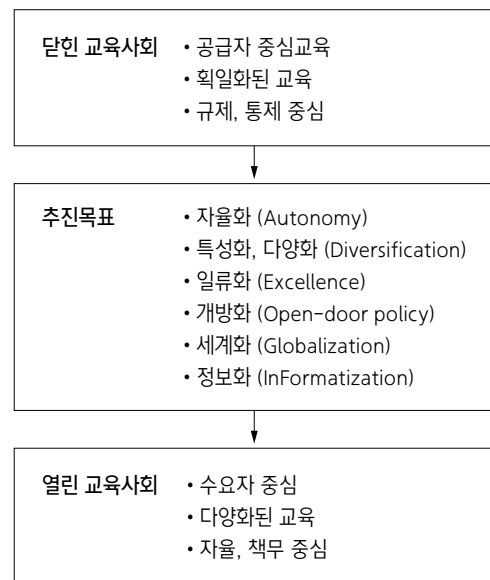 닫힌 교육사회 • 공급자 중심교육
• 획일화된 교육
• 규제, 통제 중심
추진목표 • 자율화 (Autonomy)
• 특성화, 다양화 (Diversification)
• 일류화 (Excellence)
• 개방화 (Open-door policy)
• 세계화 (Globalization)
• 정보화 (InFormatization)
열린 교육사회 • 수요자 중심
• 다양화된 교육
• 자율, 책무 중심